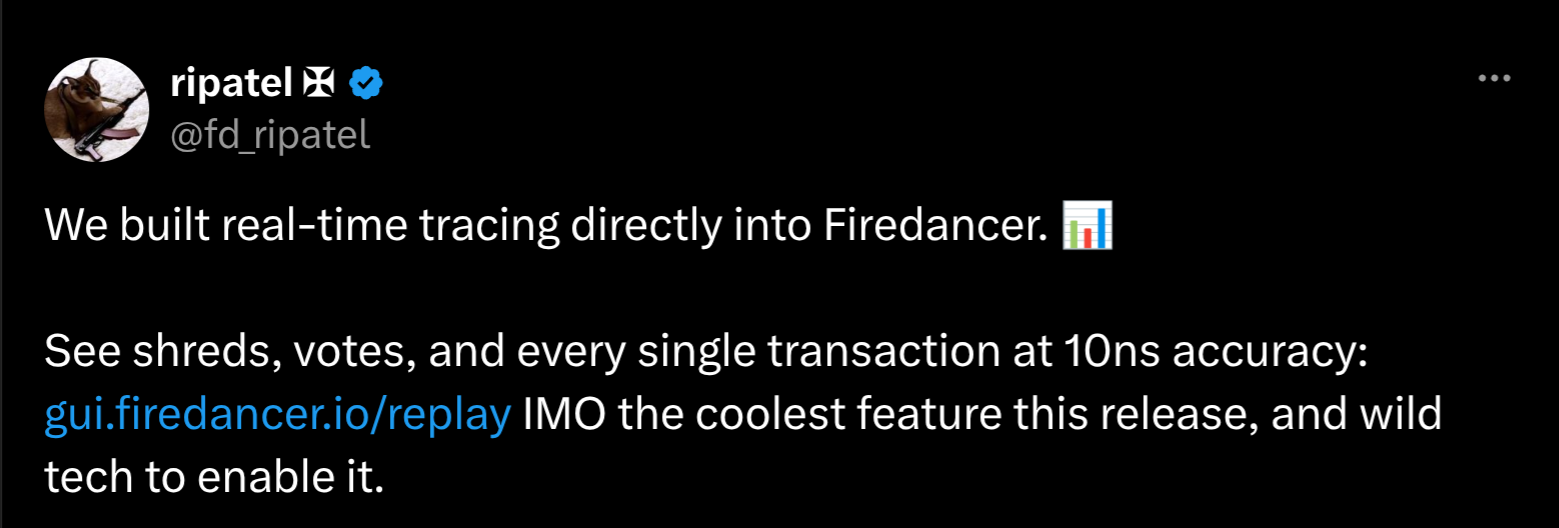 ripatel ✠
@fd_ripatel
We built real-time tracing directly into Firedancer. 📊
See shreds, votes, and every single transaction at 10ns accuracy:
gui.firedancer.io/replay IMO the coolest feature this release, and wild
tech to enable it.